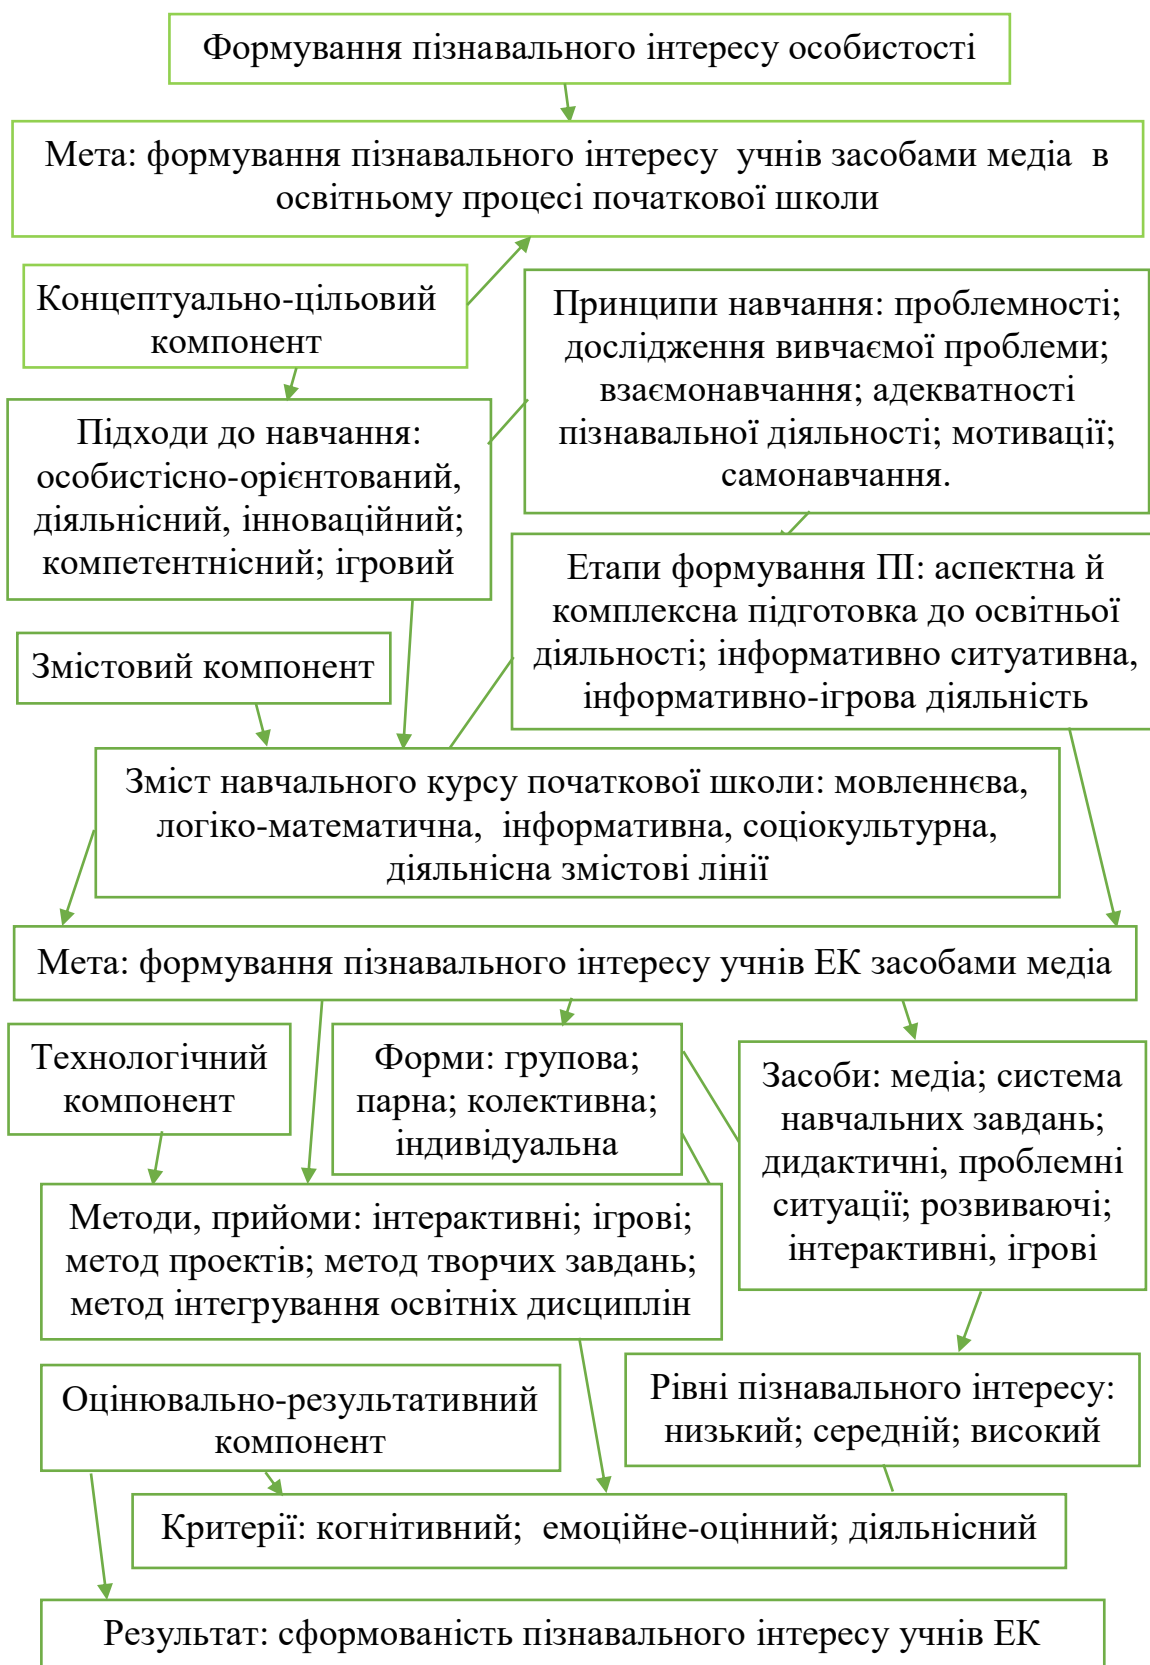 Формування пізнавального інтересу особистості
Мета: формування пізнавального інтересу учнів засобами медіа в
освітньому процесі початкової школи
Концептуально-цільовий
компонент
Принципи навчання: проблемності;
дослідження вивчаємої проблеми;
взаємонавчання; адекватності
пізнавальної діяльності; мотивації;
самонавчання.
Підходи до навчання:
особистісно-орієнтований,
діяльнісний, інноваційний;
компетентнісний; ігровий
Етапи формування ПІ: аспектна й
комплексна підготовка до освітньої
діяльності; інформативно ситуативна,
інформативно-ігрова діяльність
Змістовий компонент
Зміст навчального курсу початкової школи: мовленнєва,
логіко-математична, інформативна, соціокультурна,
діяльнісна змістові лінії
Мета: формування пізнавального інтересу учнів ЕК засобами медіа
Технологічний
компонент
Форми: групова;
парна; колективна;
індивідуальна
Засоби: медіа; система
навчальних завдань;
дидактичні, проблемні
ситуації; розвиваючі;
інтерактивні, ігрові
Методи, прийоми: інтерактивні; ігрові;
метод проектів; метод творчих завдань;
метод інтегрування освітніх дисциплін
Оцінювально-результативний
компонент
Рівні пізнавального інтересу:
низький; середній; високий
Критерії: когнітивний; емоційне-оцінний; діяльнісний
Результат: сформованість пізнавального інтересу учнів ЕК